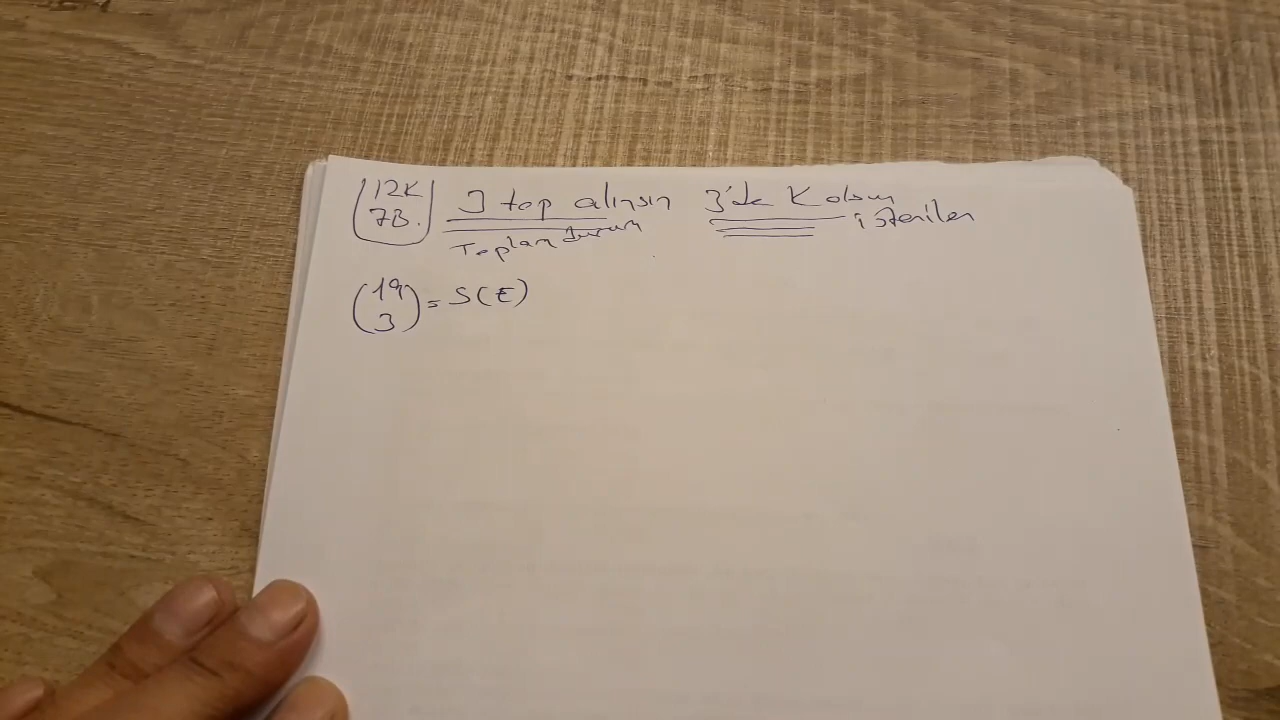 12K 3 top alınsın 3'de K olsun
7B. Toplam Durum istenilen
(19
3) = S(E)